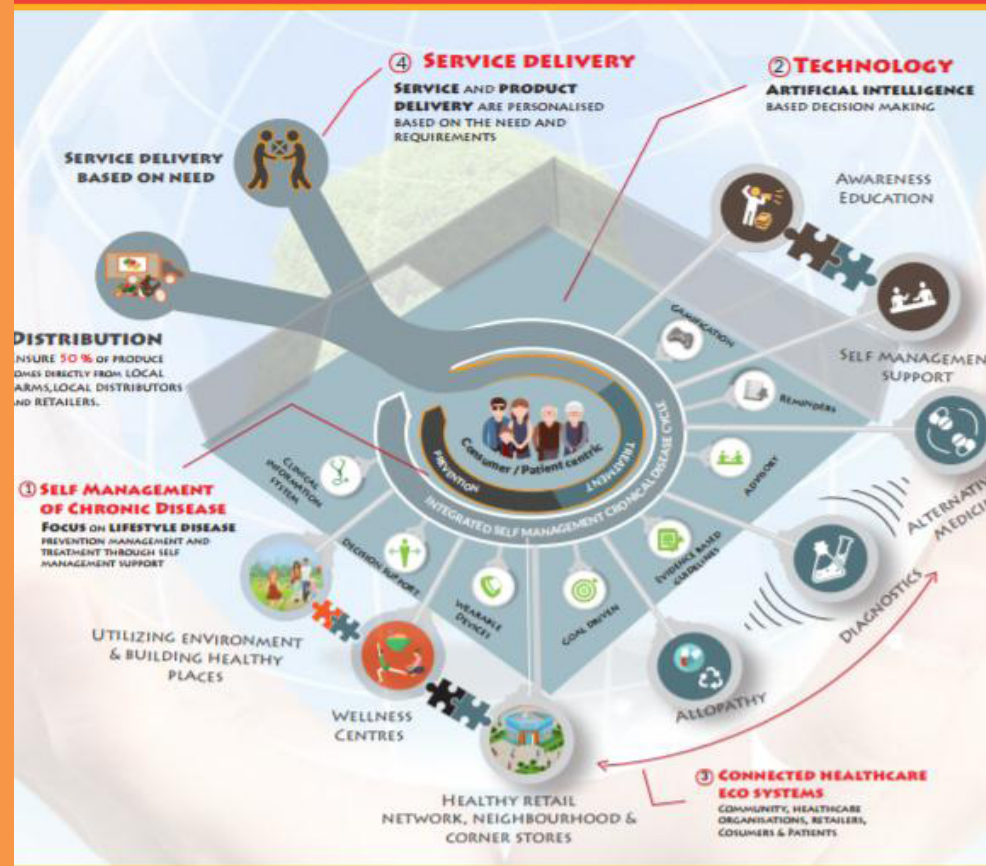 ④ SERVICE DELIVERY
SERVICE AND PRODUCT
DELIVERY ARE PERSONALISED
BASED ON THE NEED AND
REQUIREMENTS
② TECHNOLOGY
ARTIFICIAL INTELLIGENCE
BASED DECISION MAKING
SERVICE DELIVERY
BASED ON NEED
AWARENESS
EDUCATION
DISTRIBUTION
NSURE 50 % OF PRODUCE
OMES DIRECTLY FROM LOCAL
ARMS,LOCAL DISTRIBUTORS
ND RETAILERS.
SELF MANAGEMEN
SUPPORT
GAMIFICATION
REMINDERS
ADVISORY
EVIDENCE BASED
GUIDELINES
GOAL DRIVEN
WEARABLE
DEVICES
DECISION SUPPORT
CLINICAL
INFORMATION
SYSTEM
Consumer / Patient centric
PREVENTION
TREATMENT
INTEGRATED SELF MANAGEMENT CRONICAL DISEASE CYCLE
① SELF MANAGEMENT
OF CHRONIC DISEASE
FOCUS ON LIFESTYLE DISEASE
PREVENTION MANAGEMENT AND
TREATMENT THROUGH SELF
MANAGEMENT SUPPORT
ALTERNATIV
MEDICIN
DIAGNOSTICS
ALLOPATHY
UTILIZING ENVIRONMENT
& BUILDING HEALTHY
PLACES
WELLNESS
CENTRES
HEALTHY RETAIL
NETWORK, NEIGHBOURHOOD &
CORNER STORES
③ CONNECTED HEALTHCARE
ECO SYSTEMS
COMMUNITY, HEALTHCARE
ORGANISATIONS, RETAILERS,
COSUMERS & PATIENTS